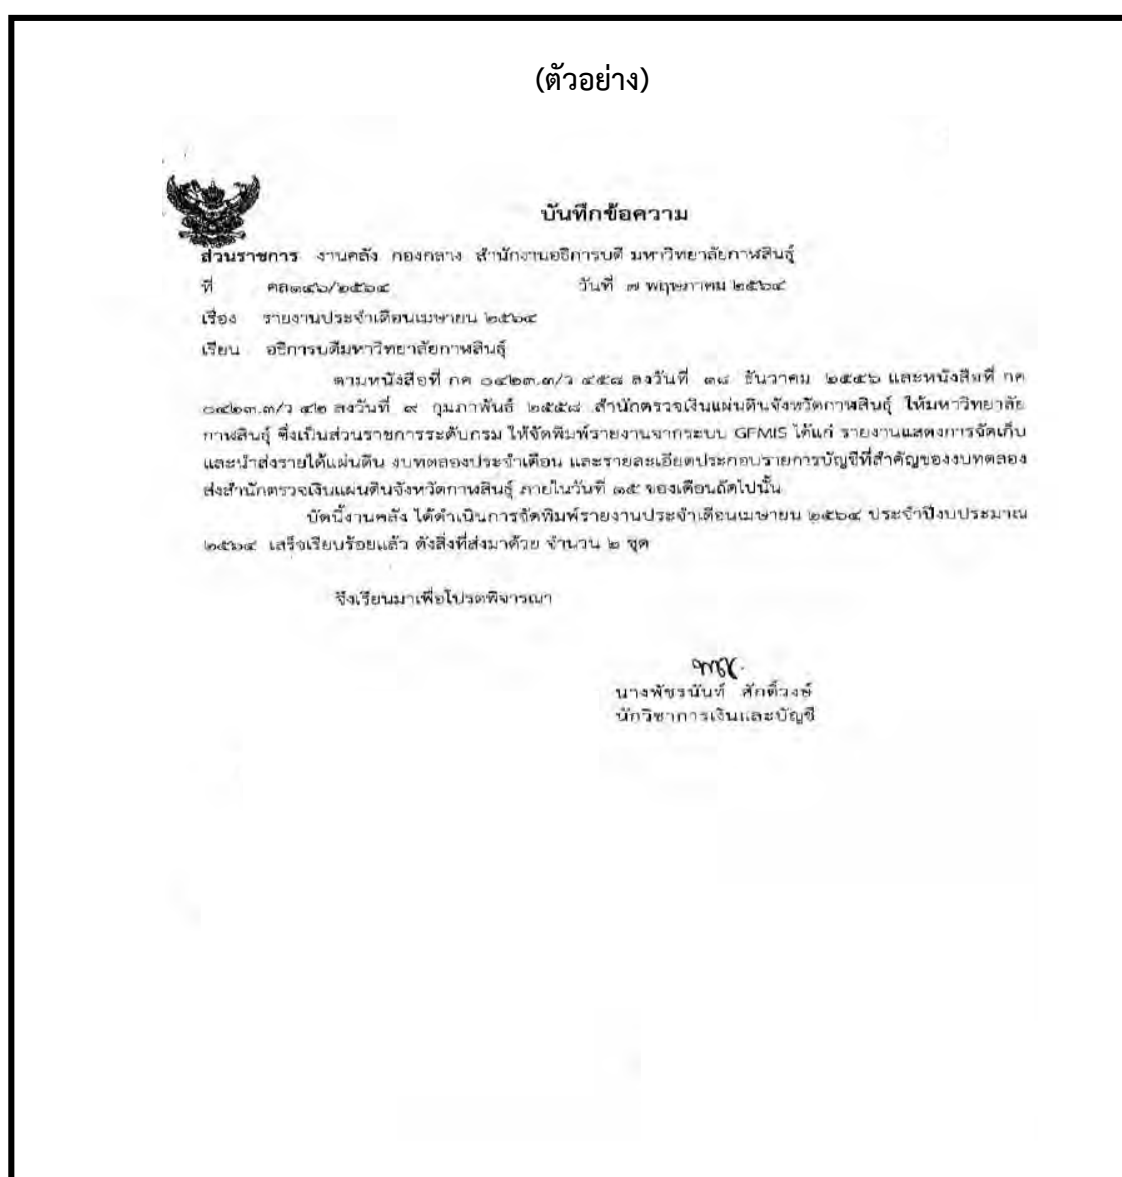 (ตัวอย่าง)
บันทึกข้อความ
ส่วนราชการ งานคลัง กองกลาง สำนักงานอธิการบดี มหาวิทยาลัยกาฬสินธุ์
ที่ คล๑๔๖/๒๕๖๔ วันที่ ๗ พฤษภาคม ๒๕๖๔
เรื่อง รายงานประจำเดือนเมษายน ๒๕๖๔
เรียน อธิการบดีมหาวิทยาลัยกาฬสินธุ์
ตามหนังสือที่ กค ๐๔๒๓.๓/ว ๔๕๘ ลงวันที่ ๓๘ ธันวาคม ๒๕๕๖ และหนังสือที่ กค
๐๔๒๓.๓/ว ๔๒ ลงวันที่ ๙ กุมภาพันธ์ ๒๕๕๘ สำนักตรวจเงินแผ่นดินจังหวัดกาฬสินธุ์ ให้มหาวิทยาลัย
กาฬสินธุ์ ซึ่งเป็นส่วนราชการระดับกรม ให้จัดพิมพ์รายงานจากระบบ GFMIS ได้แก่ รายงานแสดงการจัดเก็บ
และนำส่งรายได้แผ่นดิน งบทดลองประจำเดือน และรายละเอียดประกอบรายการบัญชีที่สำคัญของงบทดลอง
ส่งสำนักตรวจเงินแผ่นดินจังหวัดกาฬสินธุ์ ภายในวันที่ ๑๕ ของเดือนถัดไปนั้น
บัดนี้งานคลัง ได้ดำเนินการจัดพิมพ์รายงานประจำเดือนเมษายน ๒๕๖๔ ประจำปีงบประมาณ
๒๕๖๔ เสร็จเรียบร้อยแล้ว ดังสิ่งที่ส่งมาด้วย จำนวน ๒ ชุด
จึงเรียนมาเพื่อโปรดพิจารณา
นางพัชรนันท์ ศักดิ์วงษ์
นักวิชาการเงินและบัญชี